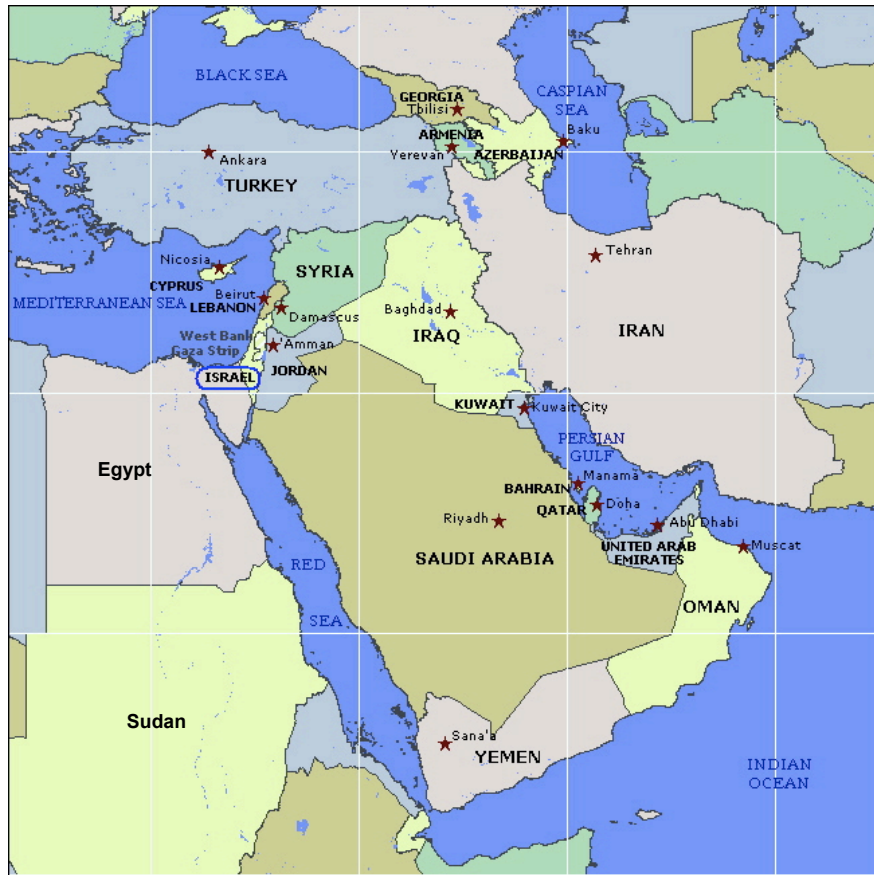 BLACK SEA
GEORGIA
Tbilisi
CASPIAN
SEA
ARMENIA
Yerevan
AZERBAIJAN
Baku
Ankara
TURKEY
Nicosia
CYPRUS
MEDITERRANEAN SEA
SYRIA
Beirut
LEBANON
Damascus
Baghdad
IRAQ
Tehran
IRAN
West Bank
Gaza Strip
'Amman
ISRAEL
JORDAN
KUWAIT
Kuwait City
PERSIAN
GULF
Egypt
Manama
BAHRAIN
Doha
QATAR
Riyadh
Abu Dhabi
UNITED ARAB
EMIRATES
Muscat
SAUDI ARABIA
RED
SEA
OMAN
Sudan
Sana'a
YEMEN
INDIAN
OCEAN